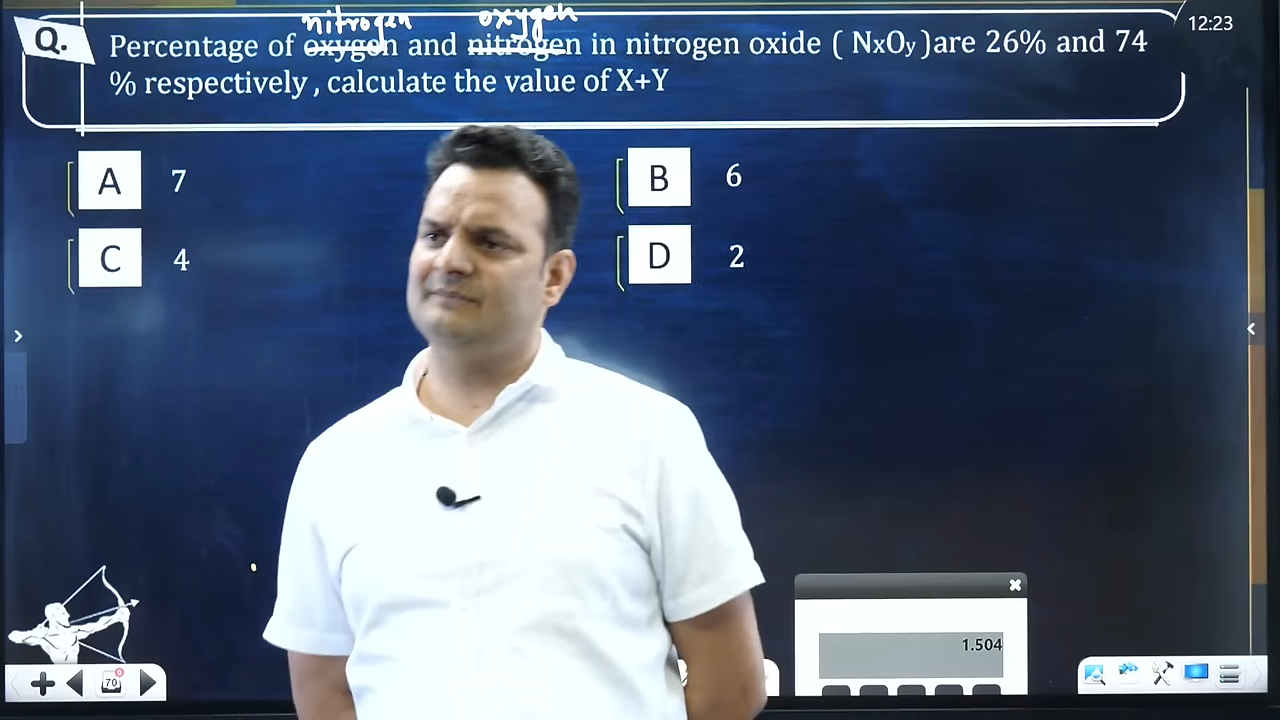 nitrogen oxygen
12:23
Q.
Percentage of oxygen and nitrogen in nitrogen oxide ( NxOy )are 26% and 74
% respectively , calculate the value of X+Y
A 7
B 6
C 4
D 2
1.504
70